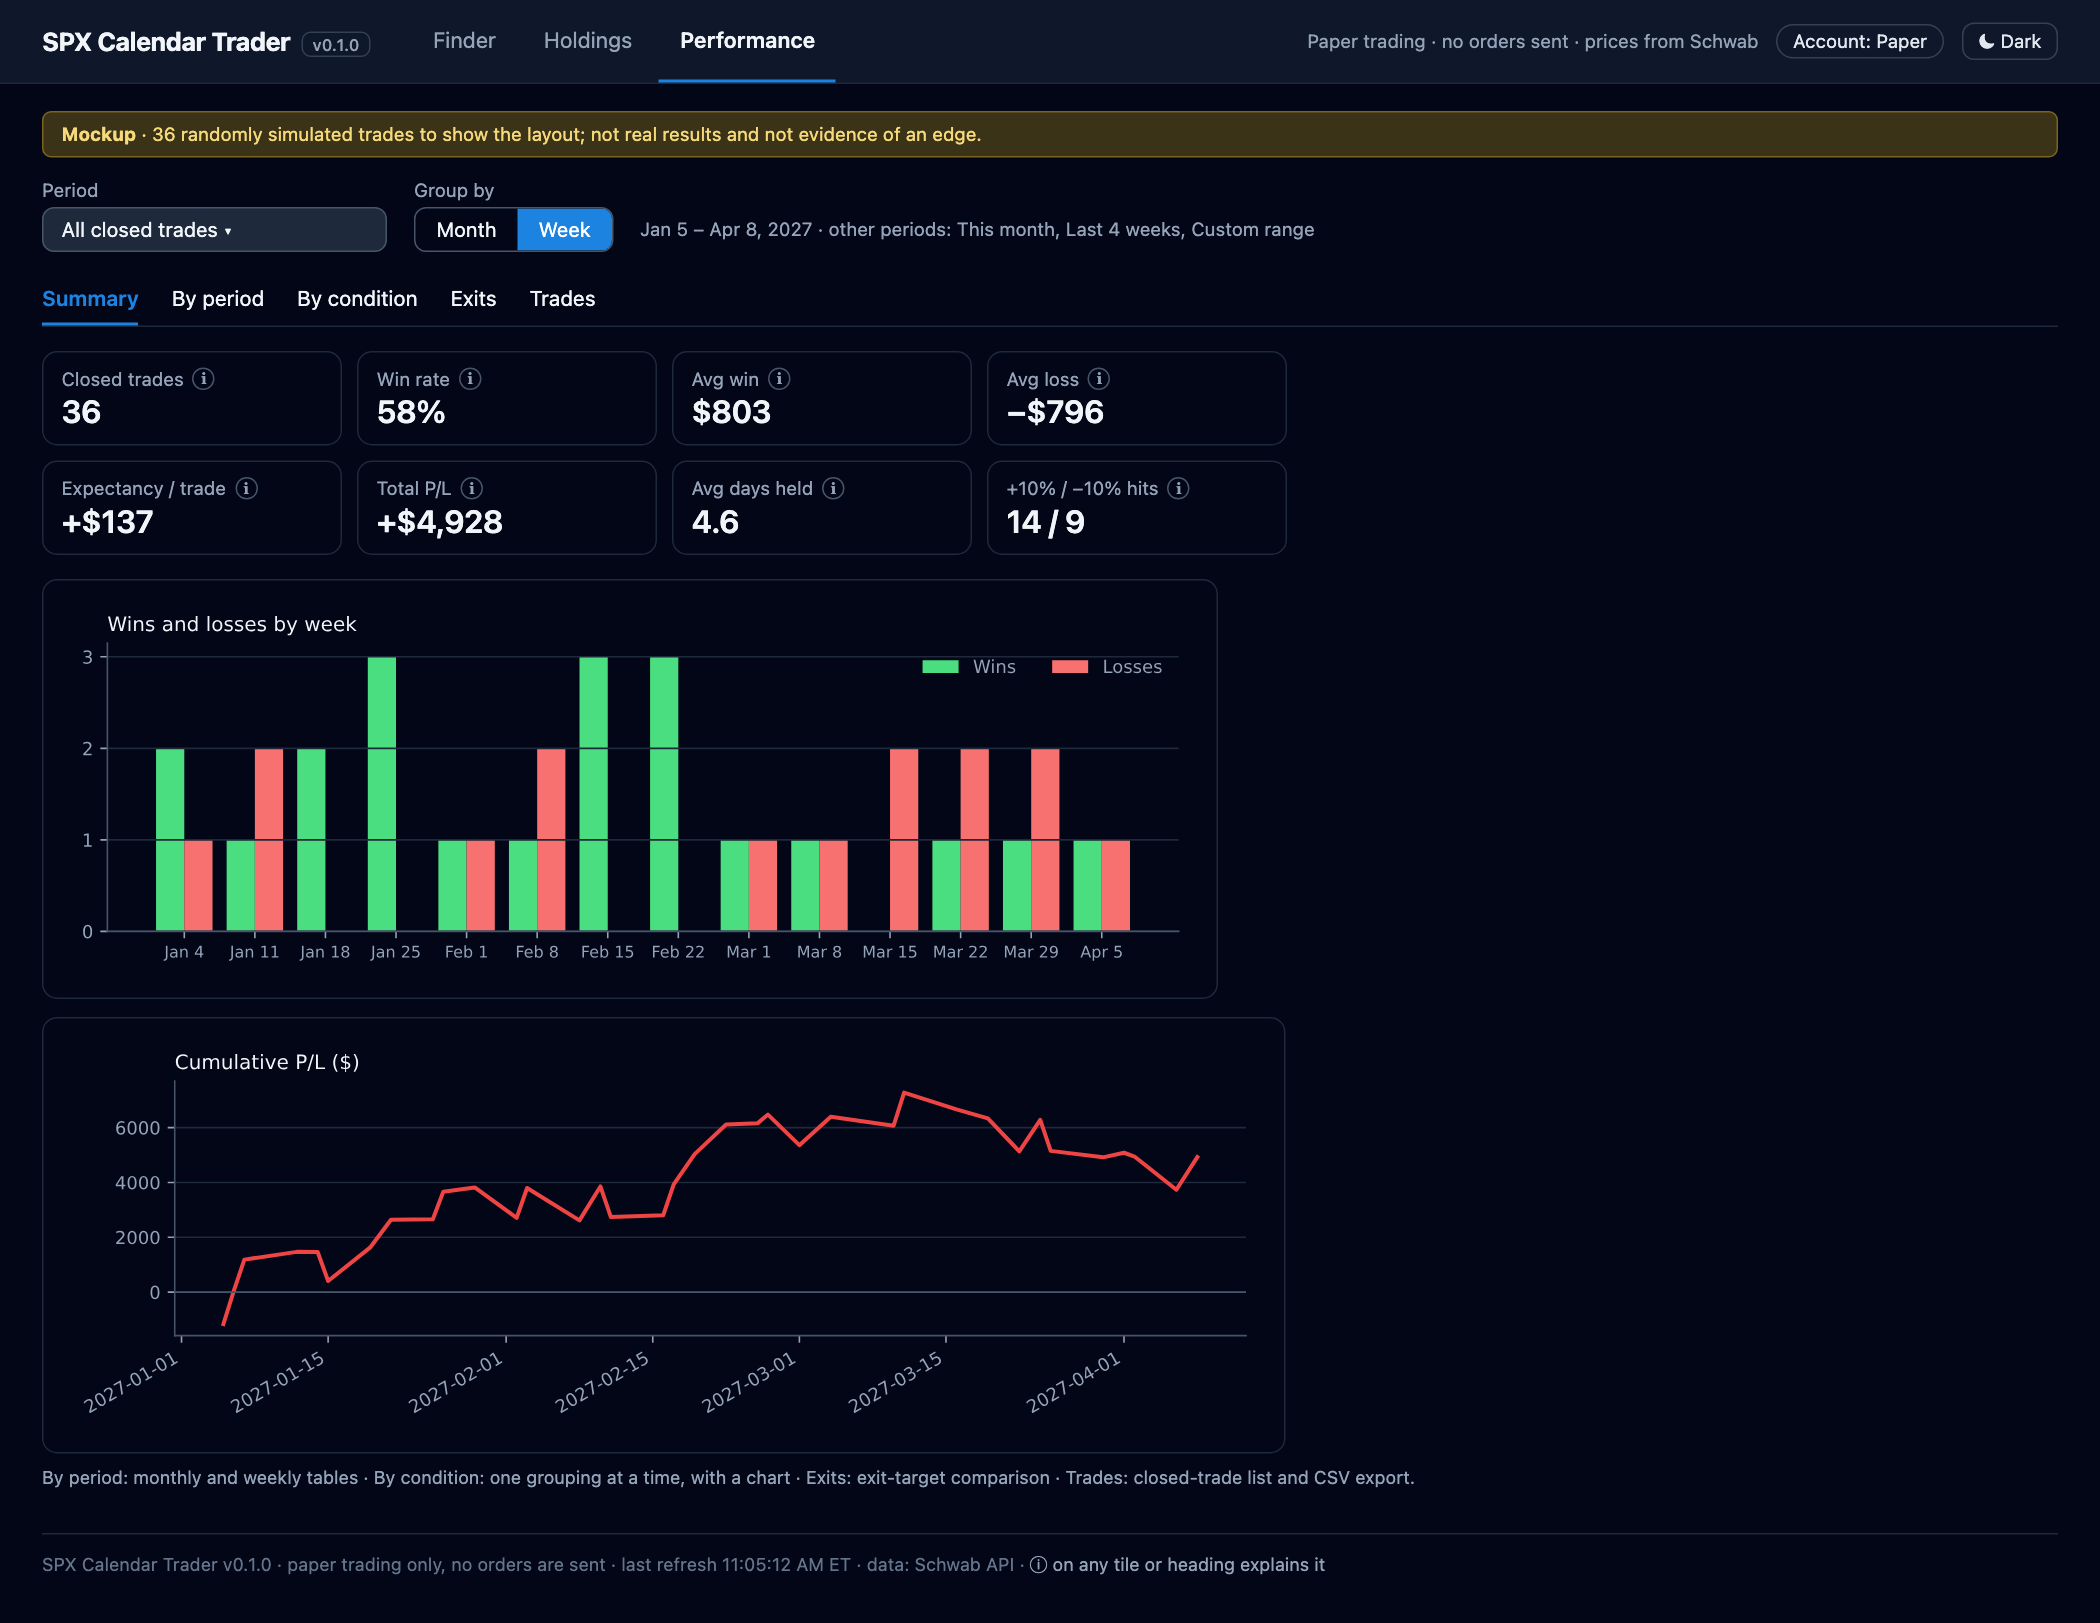 SPX Calendar Trader v0.1.0 Finder Holdings Performance Paper trading · no orders sent · prices from Schwab Account: Paper Dark
Mockup · 36 randomly simulated trades to show the layout; not real results and not evidence of an edge.
Period Group by
All closed trades ▾ Month Week Jan 5 – Apr 8, 2027 · other periods: This month, Last 4 weeks, Custom range
Summary By period By condition Exits Trades
Closed trades ⓘ Win rate ⓘ Avg win ⓘ Avg loss ⓘ
36 58% $803 −$796
Expectancy / trade ⓘ Total P/L ⓘ Avg days held ⓘ +10% / −10% hits ⓘ
+$137 +$4,928 4.6 14 / 9
Wins and losses by week
Wins Losses
3
2
1
0
Jan 4 Jan 11 Jan 18 Jan 25 Feb 1 Feb 8 Feb 15 Feb 22 Mar 1 Mar 8 Mar 15 Mar 22 Mar 29 Apr 5
Cumulative P/L ($)
6000
4000
2000
0
2027-01-01 2027-01-15 2027-02-01 2027-02-15 2027-03-01 2027-03-15 2027-04-01
By period: monthly and weekly tables · By condition: one grouping at a time, with a chart · Exits: exit-target comparison · Trades: closed-trade list and CSV export.
SPX Calendar Trader v0.1.0 · paper trading only, no orders are sent · last refresh 11:05:12 AM ET · data: Schwab API · ⓘ on any tile or heading explains it